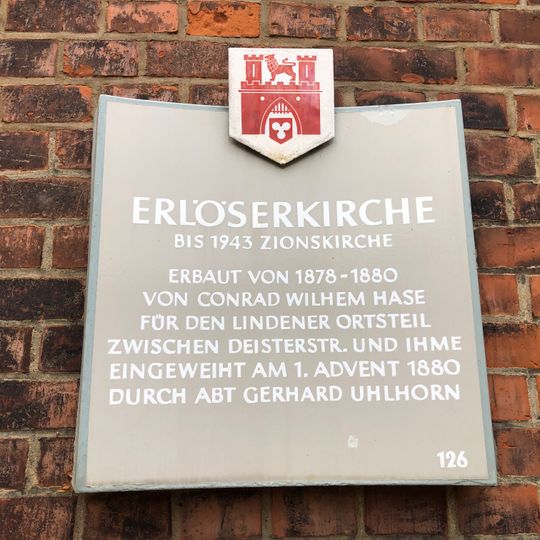 ERLÖSERKIRCHE
BIS 1943 ZIONSKIRCHE
ERBAUT VON 1878-1880
VON CONRAD WILHEM HASE
FÜR DEN LINDENER ORTSTEIL
ZWISCHEN DEISTERSTR. UND IHME
EINGEWEIHT AM 1. ADVENT 1880
DURCH ABT GERHARD UHLHORN
126